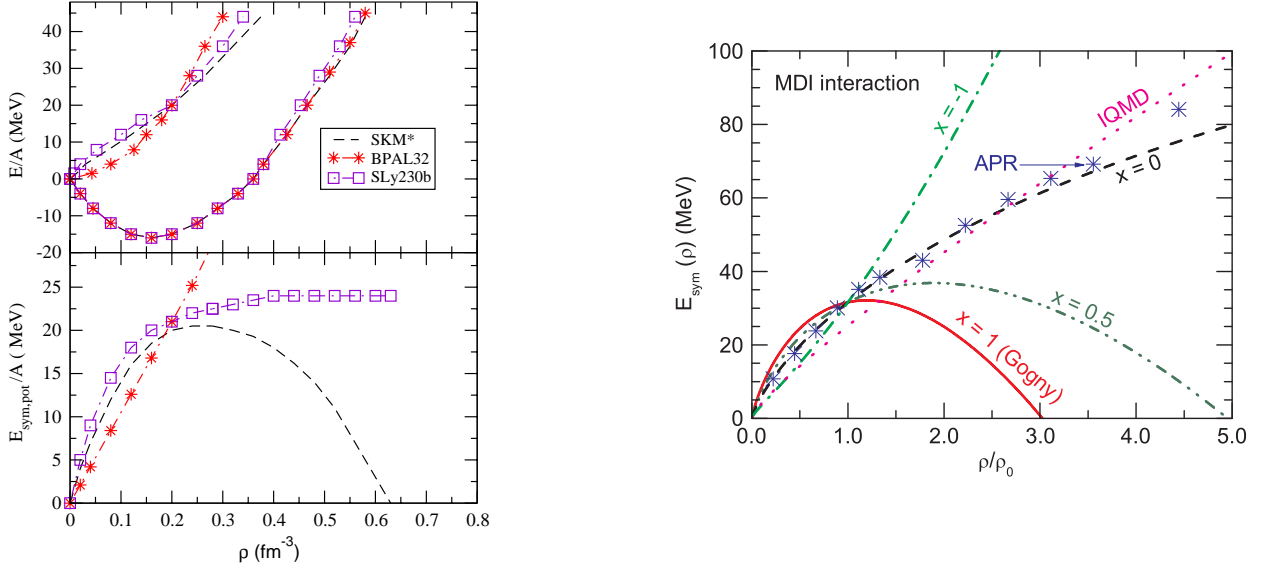 E/A (MeV)
40
30
20
10
0
-10
20
SKM*
BPAL32
SLy230b
E_sym,pot/A ( MeV)
25
20
15
10
5
0
0 0.1 0.2 0.3 0.4 0.5 0.6 0.7 0.8
ρ (fm⁻³)
E_sym (ρ) (MeV)
100
80
60
40
20
0
MDI interaction
x = -1
IQMD
APR
x = 0
x = 0.5
x = 1 (Gogny)
0.0 1.0 2.0 3.0 4.0 5.0
ρ/ρ₀